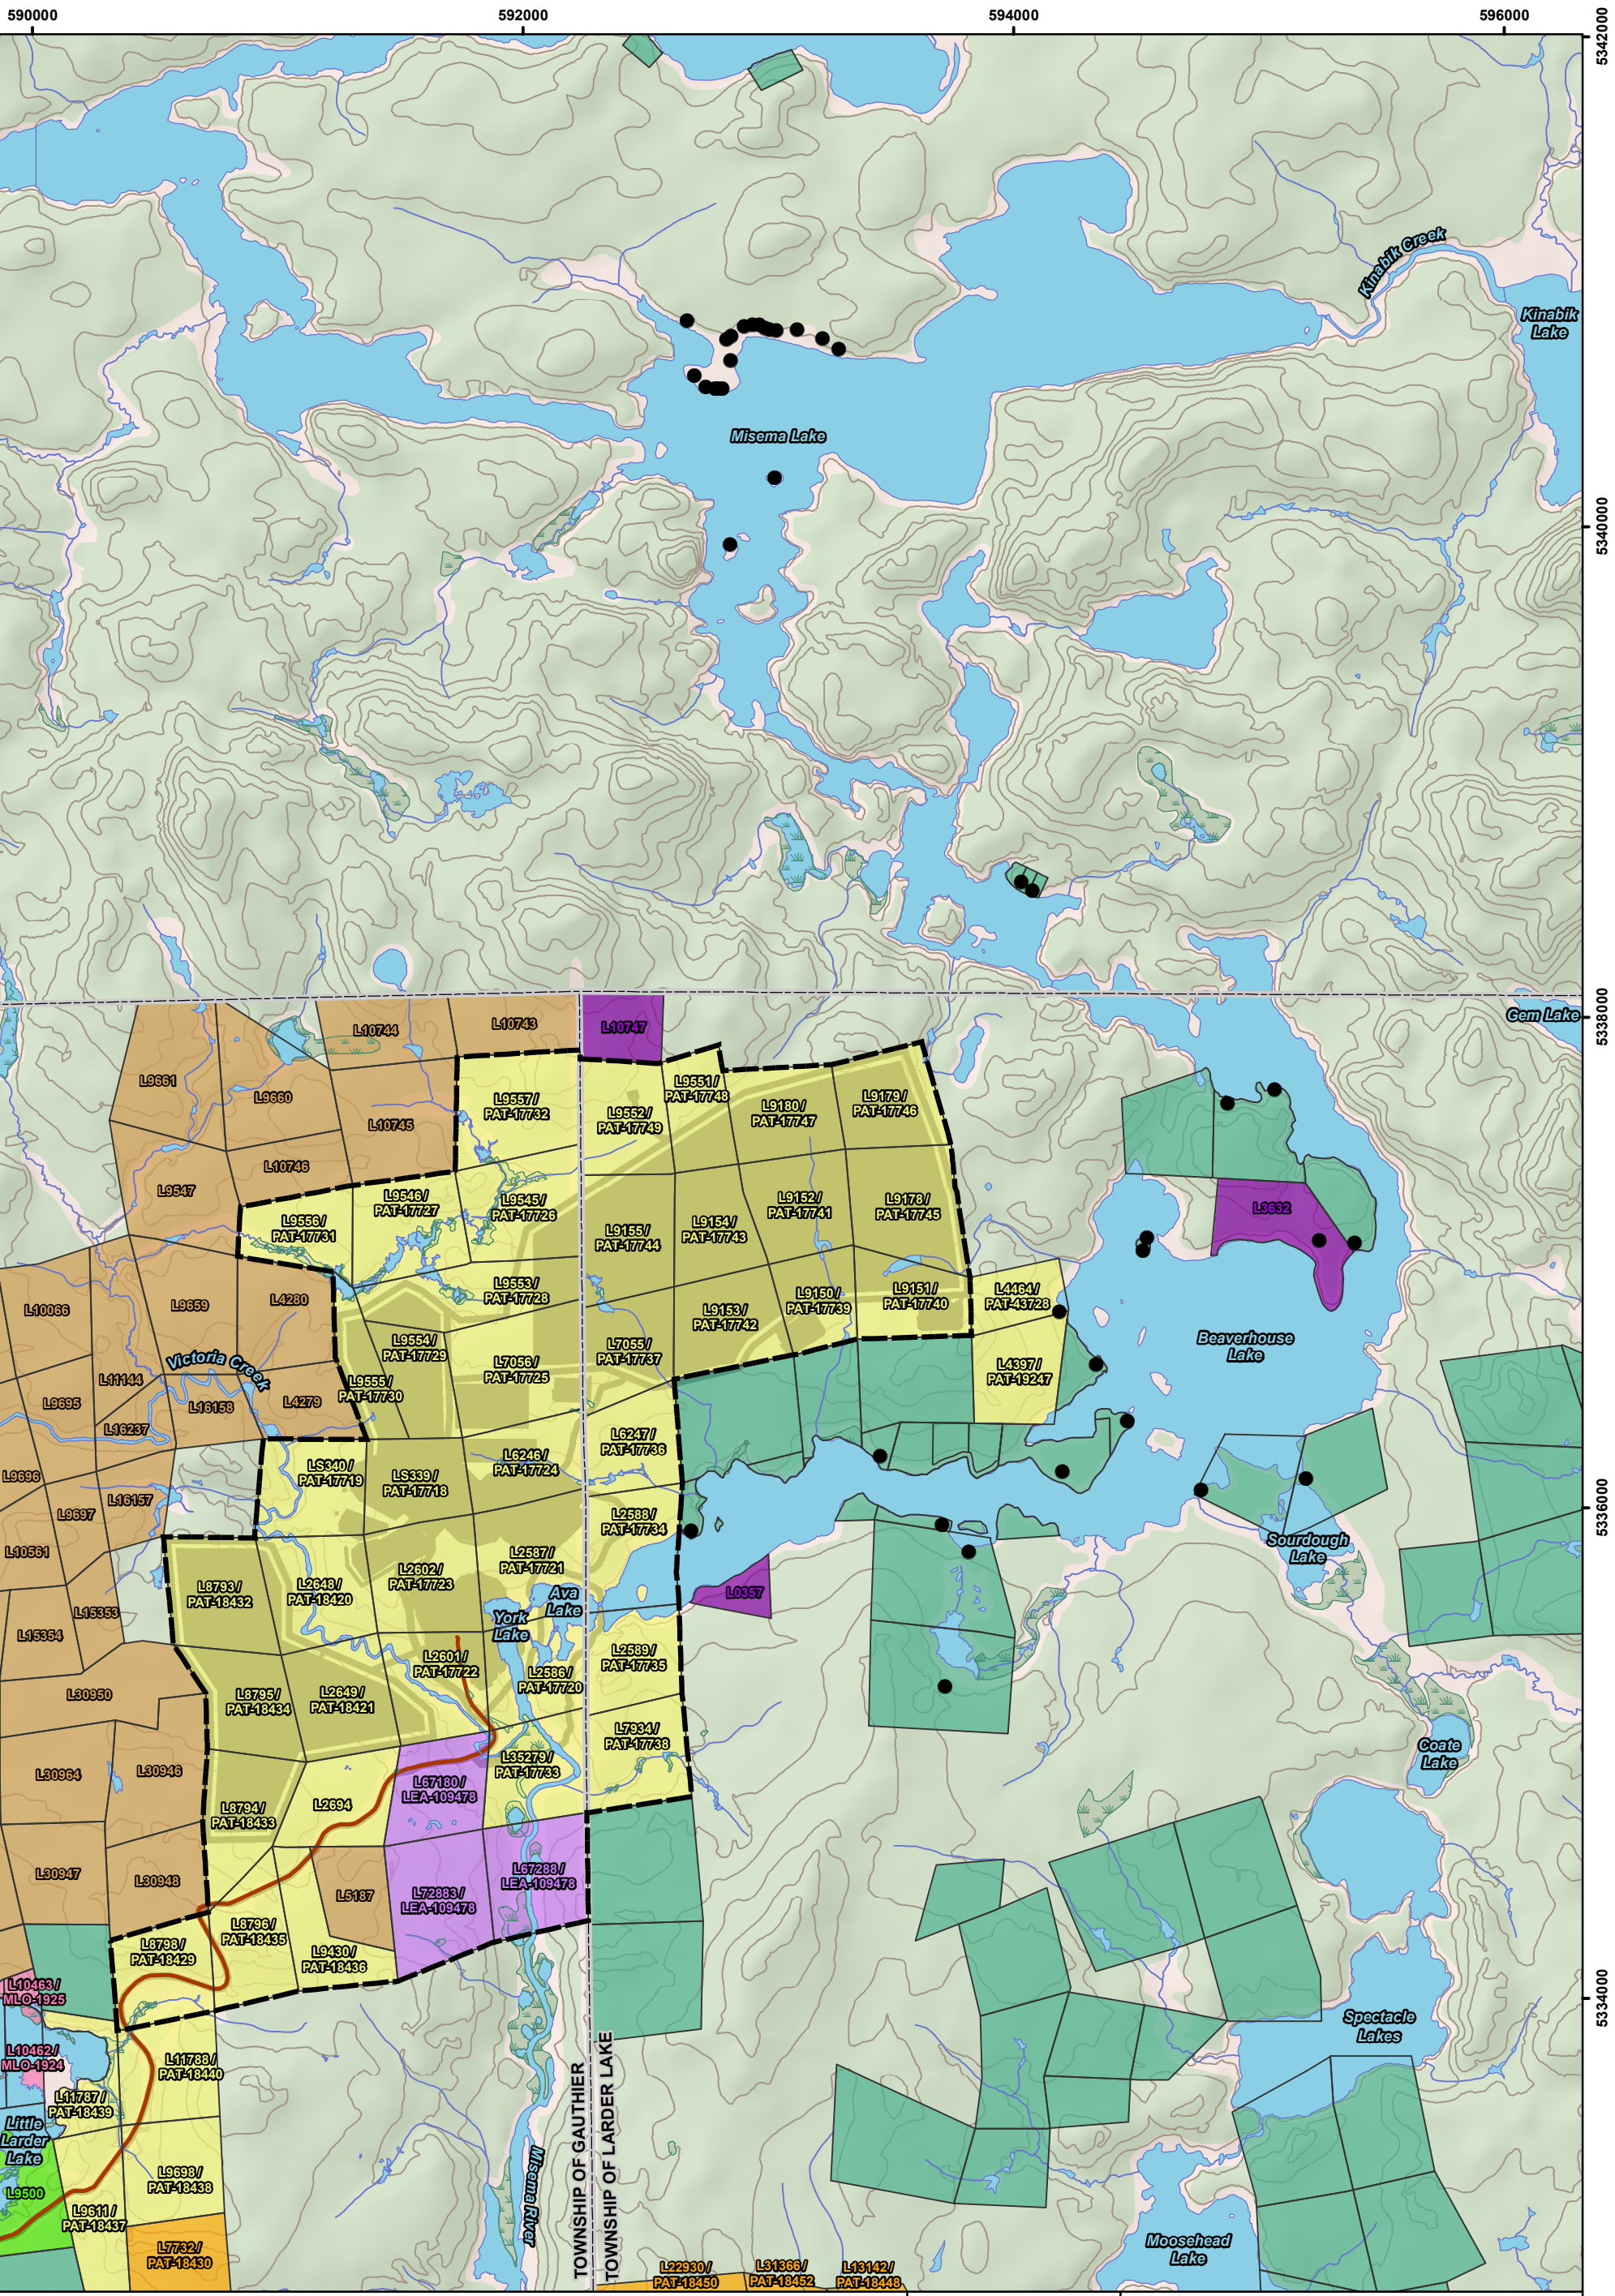 590000
592000
594000
596000
5342000
Kinabik Creek
Kinabik
Lake
Misema Lake
5340000
5338000
Gem Lake
L10744
L10743
L10747
L9661
L9660
L10745
L9557 /
PAT-17732
L9552 /
PAT-17749
L9551 /
PAT-17748
L9180 /
PAT-17747
L9179 /
PAT-17746
L10746
L9547
L9556 /
PAT-17731
L9546 /
PAT-17727
L9545 /
PAT-17726
L9155 /
PAT-17744
L9154 /
PAT-17743
L9152 /
PAT-17741
L9178 /
PAT-17745
L3632
L10066
L9659
L4280
L9553 /
PAT-17728
L9153 /
PAT-17742
L9150 /
PAT-17739
L9151 /
PAT-17740
L4464 /
PAT-43728
Beaverhouse
Lake
Victoria Creek
L11144
L9554 /
PAT-17729
L7056 /
PAT-17725
L7055 /
PAT-17737
L4397 /
PAT-19247
L9695
L16237
L16158
L4279
L9555 /
PAT-17730
L9696
L9697
L16157
LS340 /
PAT-17719
LS339 /
PAT-17718
L6246 /
PAT-17724
L6247 /
PAT-17736
5336000
L10561
L2588 /
PAT-17734
Sourdough
Lake
L15354
L15353
L8793 /
PAT-18432
L2648 /
PAT-18420
L2602 /
PAT-17723
L2587 /
PAT-17721
Ava
Lake
York
Lake
L0357
L30950
L8795 /
PAT-18434
L2649 /
PAT-18421
L2601 /
PAT-17722
L2586 /
PAT-17720
L2589 /
PAT-17735
L7934 /
PAT-17738
L30964
L30946
L8794 /
PAT-18433
L2694
L67180 /
LEA-109478
L35279 /
PAT-17733
Coate
Lake
L30947
L30948
L5187
L72883 /
LEA-109478
L67288 /
LEA-109478
L8798 /
PAT-18429
L8796 /
PAT-18435
L9430 /
PAT-18436
L10463 /
MLO-1925
5334000
L10462 /
MLO-1924
L11788 /
PAT-18440
L11787 /
PAT-18439
Spectacle
Lakes
Little
Larder
Lake
L9500
L9698 /
PAT-18438
L9611 /
PAT-18437
L7732 /
PAT-18430
Misema River
TOWNSHIP OF GAUTHIER
TOWNSHIP OF LARDER LAKE
Moosehead
Lake
L22930 /
PAT-18450
L31366 /
PAT-18452
L13142 /
PAT-18448